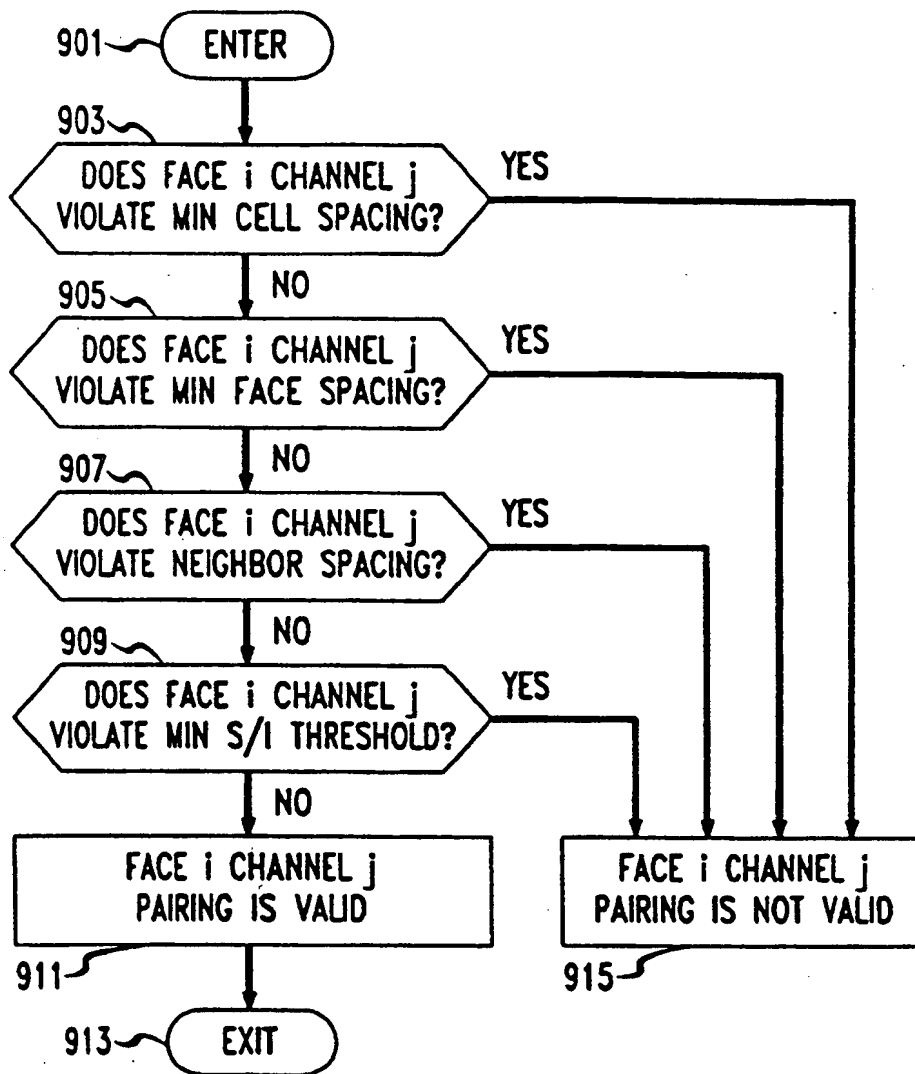 901
ENTER
903
DOES FACE i CHANNEL j
VIOLATE MIN CELL SPACING?
YES
NO
905
DOES FACE i CHANNEL j
VIOLATE MIN FACE SPACING?
YES
NO
907
DOES FACE i CHANNEL j
VIOLATE NEIGHBOR SPACING?
YES
NO
909
DOES FACE i CHANNEL j
VIOLATE MIN S/I THRESHOLD?
YES
NO
FACE i CHANNEL j
PAIRING IS VALID
911
FACE i CHANNEL j
PAIRING IS NOT VALID
915
913
EXIT